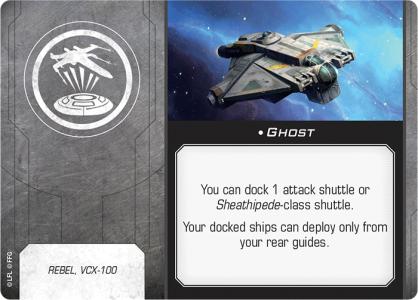 • GHOST
You can dock 1 attack shuttle or
Sheathipede-class shuttle.
Your docked ships can deploy only from
your rear guides.
REBEL, VCX-100
© LFL © FFG